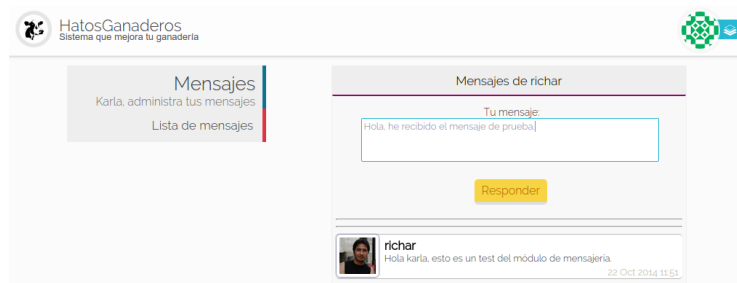 HatosGanaderos
Sistema que mejora tu ganadería
Mensajes
Karla, administra tus mensajes
Lista de mensajes
Mensajes de richar
Tu mensaje:
Hola, he recibido el mensaje de prueba.
Responder
richar
Hola karla, esto es un test del módulo de mensajeria.
22 Oct 2014 11:51